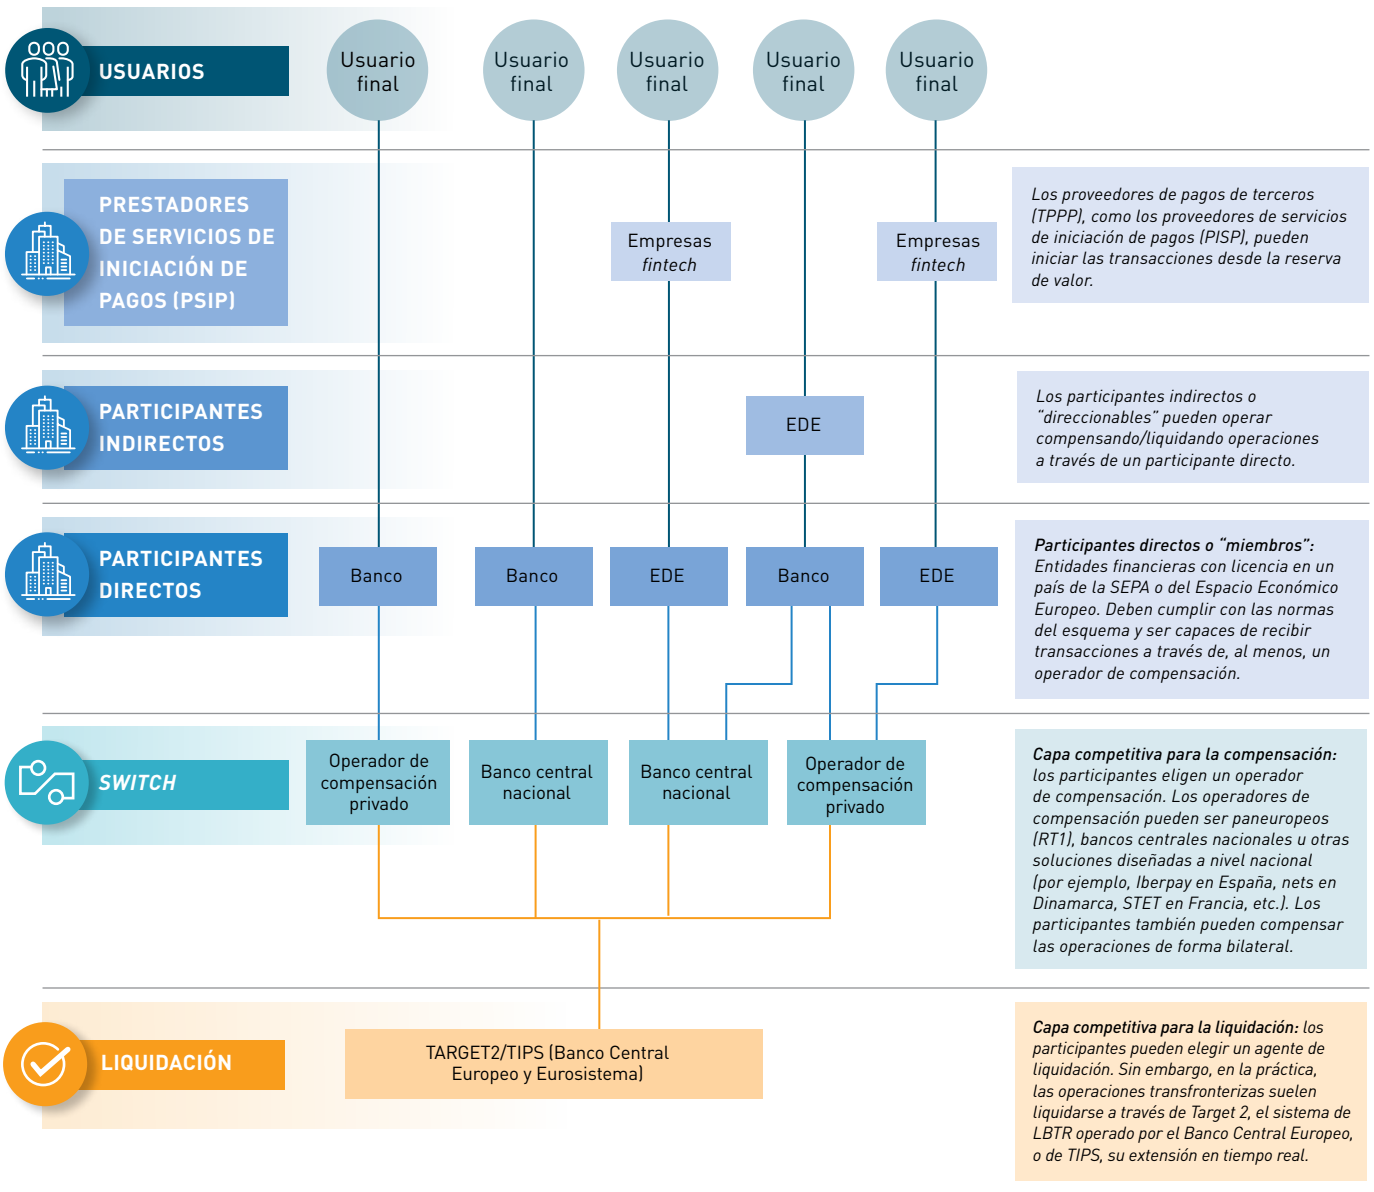 USUARIOS
Usuario
final
Usuario
final
Usuario
final
Usuario
final
Usuario
final
PRESTADORES
DE SERVICIOS DE
INICIACIÓN DE
PAGOS (PSIP)
Empresas
fintech
Empresas
fintech
Los proveedores de pagos de terceros
(TPPP), como los proveedores de servicios
de iniciación de pagos (PISP), pueden
iniciar las transacciones desde la reserva
de valor.
PARTICIPANTES
INDIRECTOS
EDE
Los participantes indirectos o
“direccionables” pueden operar
compensando/liquidando operaciones
a través de un participante directo.
PARTICIPANTES
DIRECTOS
Banco
Banco
EDE
Banco
EDE
Participantes directos o “miembros”:
Entidades financieras con licencia en un
país de la SEPA o del Espacio Económico
Europeo. Deben cumplir con las normas
del esquema y ser capaces de recibir
transacciones a través de, al menos, un
operador de compensación.
SWITCH
Operador de
compensación
privado
Banco central
nacional
Banco central
nacional
Operador de
compensación
privado
Capa competitiva para la compensación:
los participantes eligen un operador
de compensación. Los operadores de
compensación pueden ser paneuropeos
(RT1), bancos centrales nacionales u otras
soluciones diseñadas a nivel nacional
(por ejemplo, Iberpay en España, nets en
Dinamarca, STET en Francia, etc.). Los
participantes también pueden compensar
las operaciones de forma bilateral.
LIQUIDACIÓN
TARGET2/TIPS (Banco Central
Europeo y Eurosistema)
Capa competitiva para la liquidación: los
participantes pueden elegir un agente de
liquidación. Sin embargo, en la práctica,
las operaciones transfronterizas suelen
liquidarse a través de Target 2, el sistema de
LBTR operado por el Banco Central Europeo,
o de TIPS, su extensión en tiempo real.